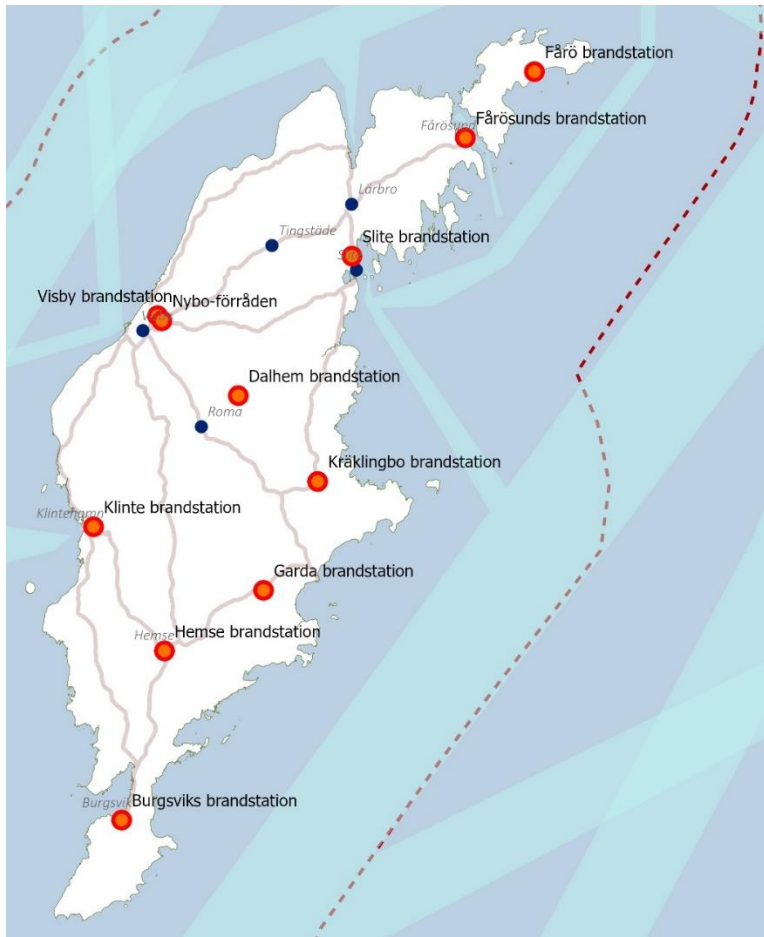 Fårö brandstation
Fårösunds brandstation
Fårösund
Lärbro
Tingstäde
Slite brandstation
Visby brandstation
Nybo-förråden
Dalhem brandstation
Roma
Kräklingbo brandstation
Klinte brandstation
Klintehamn
Garda brandstation
Hemse brandstation
Hemse
Burgsvik
Burgsviks brandstation